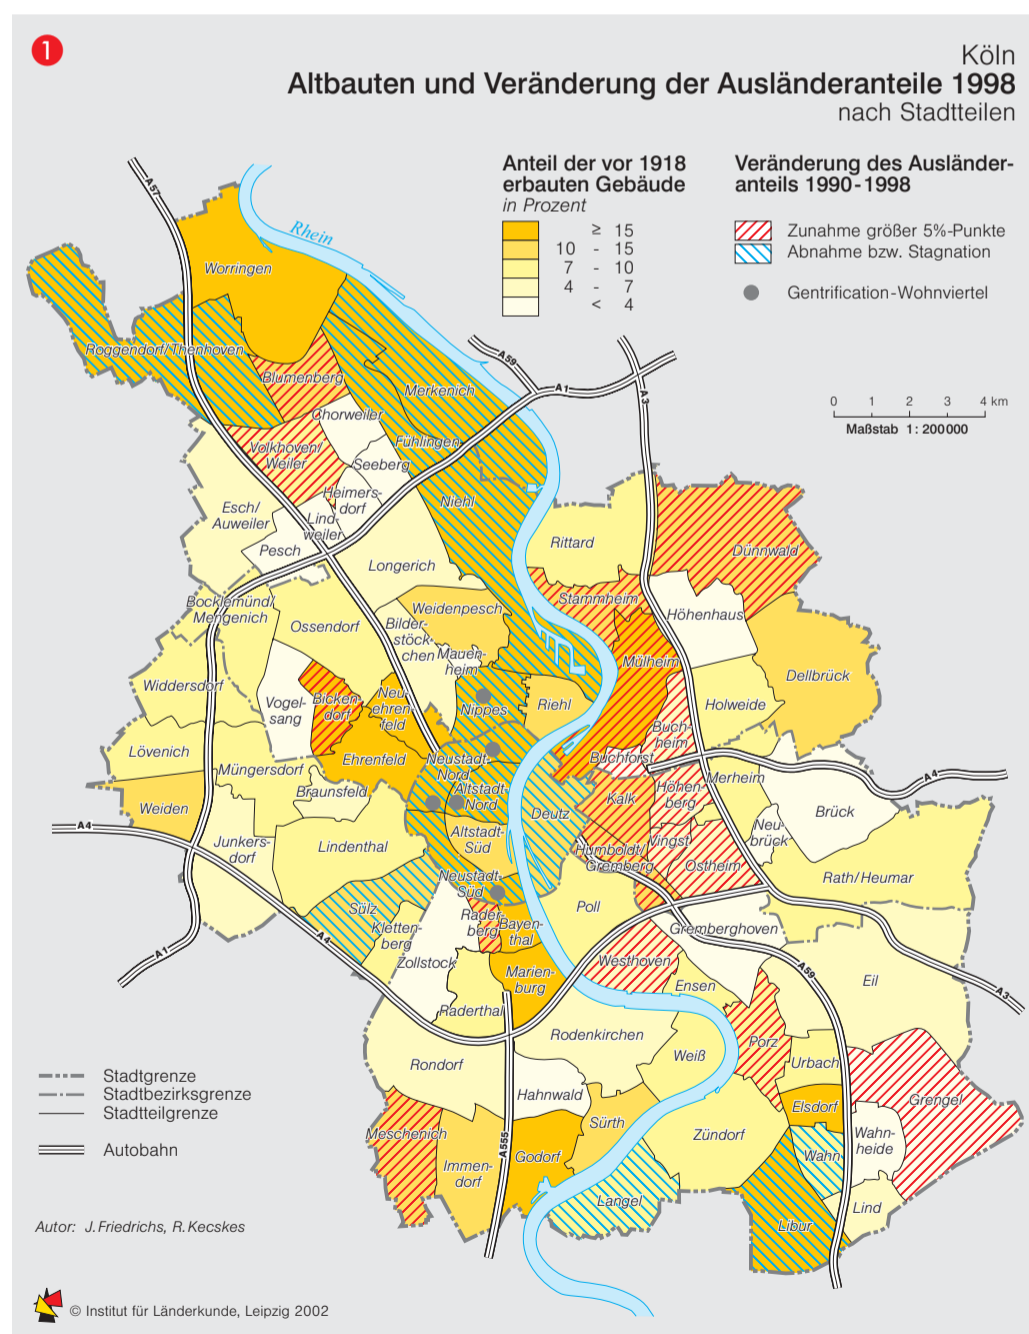 1
Köln
Altbauten und Veränderung der Ausländeranteile 1998
nach Stadtteilen
Anteil der vor 1918
erbauten Gebäude
in Prozent
≥ 15
10 - 15
7 - 10
4 - 7
< 4
Veränderung des Ausländer-
anteils 1990-1998
Zunahme größer 5%-Punkte
Abnahme bzw. Stagnation
Gentrification-Wohnviertel
0 1 2 3 4 km
Maßstab 1:200000
A57
Rhein
Worringen
A59
A1
A3
Roggendorf/Thenhoven
Blumenberg
Merkenich
Chorweiler
Fühlingen
Volkhoven/
Weiler
Seeberg
Heimers-
dorf
Niehl
Esch/
Auweiler
Lind-
weiler
Pesch
Rittard
Dünnwald
Longerich
Stammheim
Bocklemünd/
Mengenich
Weidenpesch
Höhenhaus
Ossendorf
Bilder-
stöck-
chen
Mauen-
heim
Mülheim
Dellbrück
Widdersdorf
Vogel-
sang
Bicken-
dorf
Neu-
ehren-
feld
Nippes
Riehl
Holweide
Buch-
heim
Lövenich
Müngersdorf
Ehrenfeld
Neustadt-
Nord
Buchforst
A4
Braunsfeld
Altstadt-
Nord
Deutz
Kalk
Höhen-
berg
Merheim
Brück
Weiden
A4
Junkers-
dorf
Lindenthal
Altstadt-
Süd
Vingst
Neu-
brück
Humboldt/
Gremberg
Ostheim
Rath/Heumar
Neustadt-
Süd
Sülz
Kletten-
berg
Rader-
berg
Bayen-
thal
Poll
Gremberghoven
A1
A4
Zollstock
Marien-
burg
Westhoven
Ensen
A59
Eil
A3
Raderthal
Rodenkirchen
Weiß
Porz
Urbach
Rondorf
Hahnwald
Elsdorf
Grengel
Stadtgrenze
Stadtbezirksgrenze
Stadtteilgrenze
Autobahn
Meschenich
Sürth
Zündorf
Wahn-
heide
Wahn
A555
Immen-
dorf
Godorf
Langel
Libur
Lind
Autor: J.Friedrichs, R.Kecskes
© Institut für Länderkunde, Leipzig 2002